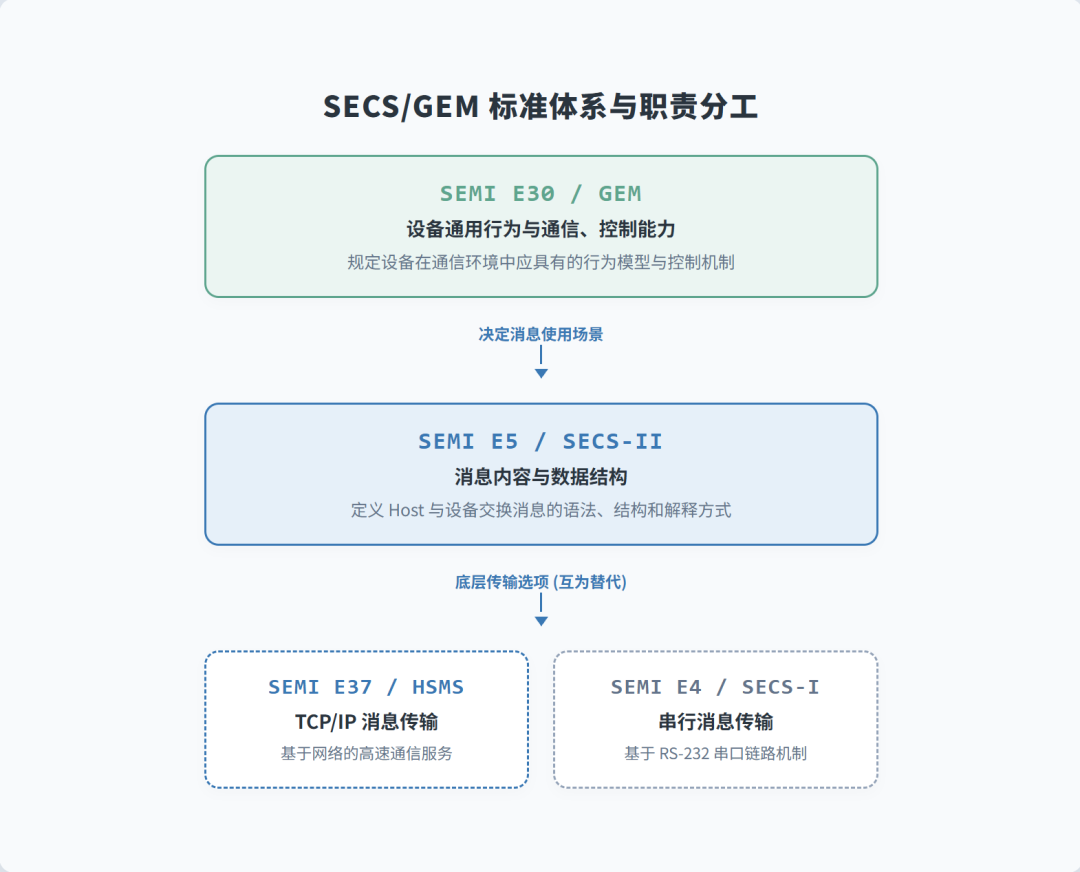 SECS/GEM 标准体系与职责分工
SEMI E30 / GEM
设备通用行为与通信、控制能力
规定设备在通信环境中应具有的行为模型与控制机制
决定消息使用场景
SEMI E5 / SECS-II
消息内容与数据结构
定义 Host 与设备交换消息的语法、结构和解释方式
底层传输选项 (互为替代)
SEMI E37 / HSMS
TCP/IP 消息传输
基于网络的高速通信服务
SEMI E4 / SECS-I
串行消息传输
基于 RS-232 串口链路机制